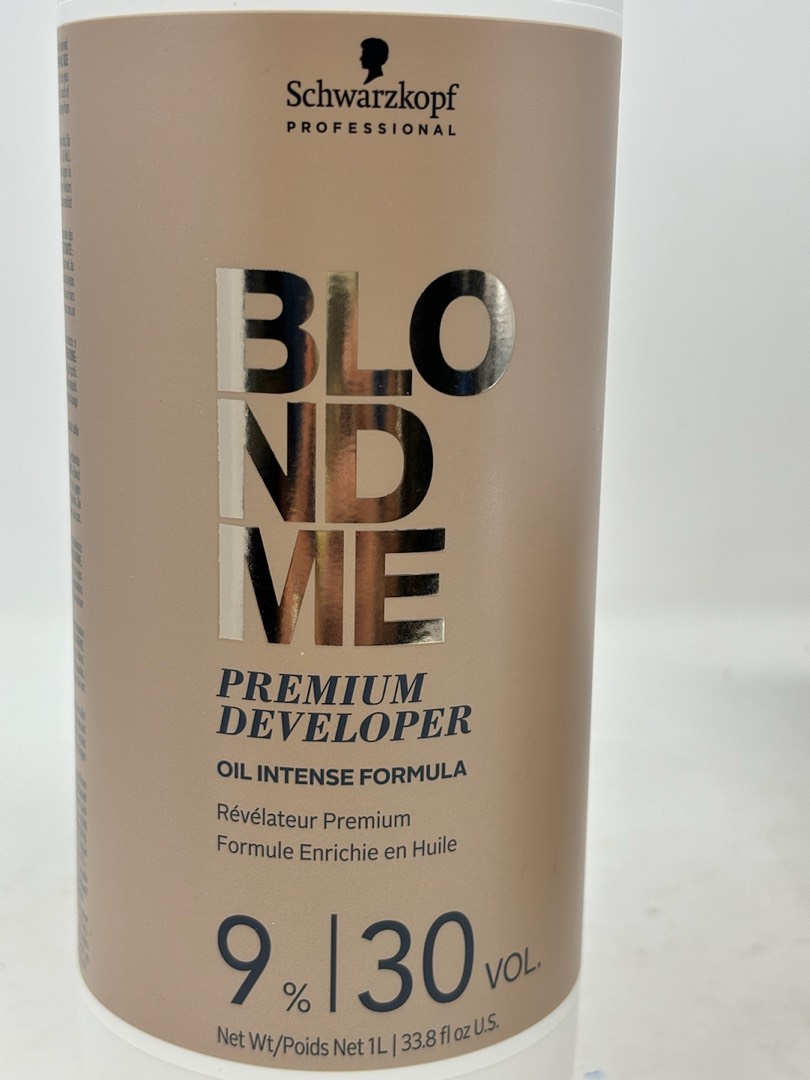 Schwarzkopf
PROFESSIONAL
BLO
ND
ME
PREMIUM
DEVELOPER
OIL INTENSE FORMULA
Révélateur Premium
Formule Enrichie en Huile
9% | 30 VOL.
Net Wt/Poids Net 1L | 33.8 fl oz U.S.